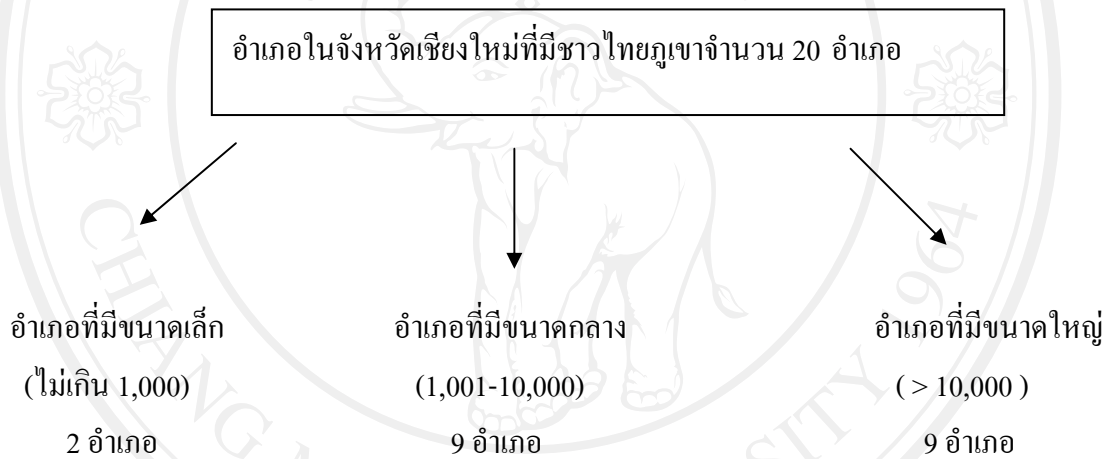 อำเภอในจังหวัดเชียงใหม่ที่มีชาวไทยภูเขาจำนวน 20 อำเภอ
อำเภอที่มีขนาดเล็ก
(ไม่เกิน 1,000)
2 อำเภอ
อำเภอที่มีขนาดกลาง
(1,001-10,000)
9 อำเภอ
อำเภอที่มีขนาดใหญ่
( > 10,000 )
9 อำเภอ